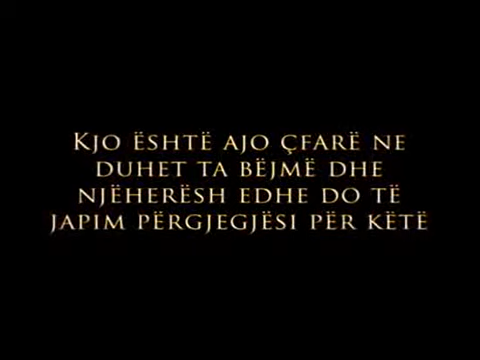 Kjo është ajo çfarë ne
duhet ta bëjmë dhe
njëherësh edhe do të
japim përgjegjësi për këtë